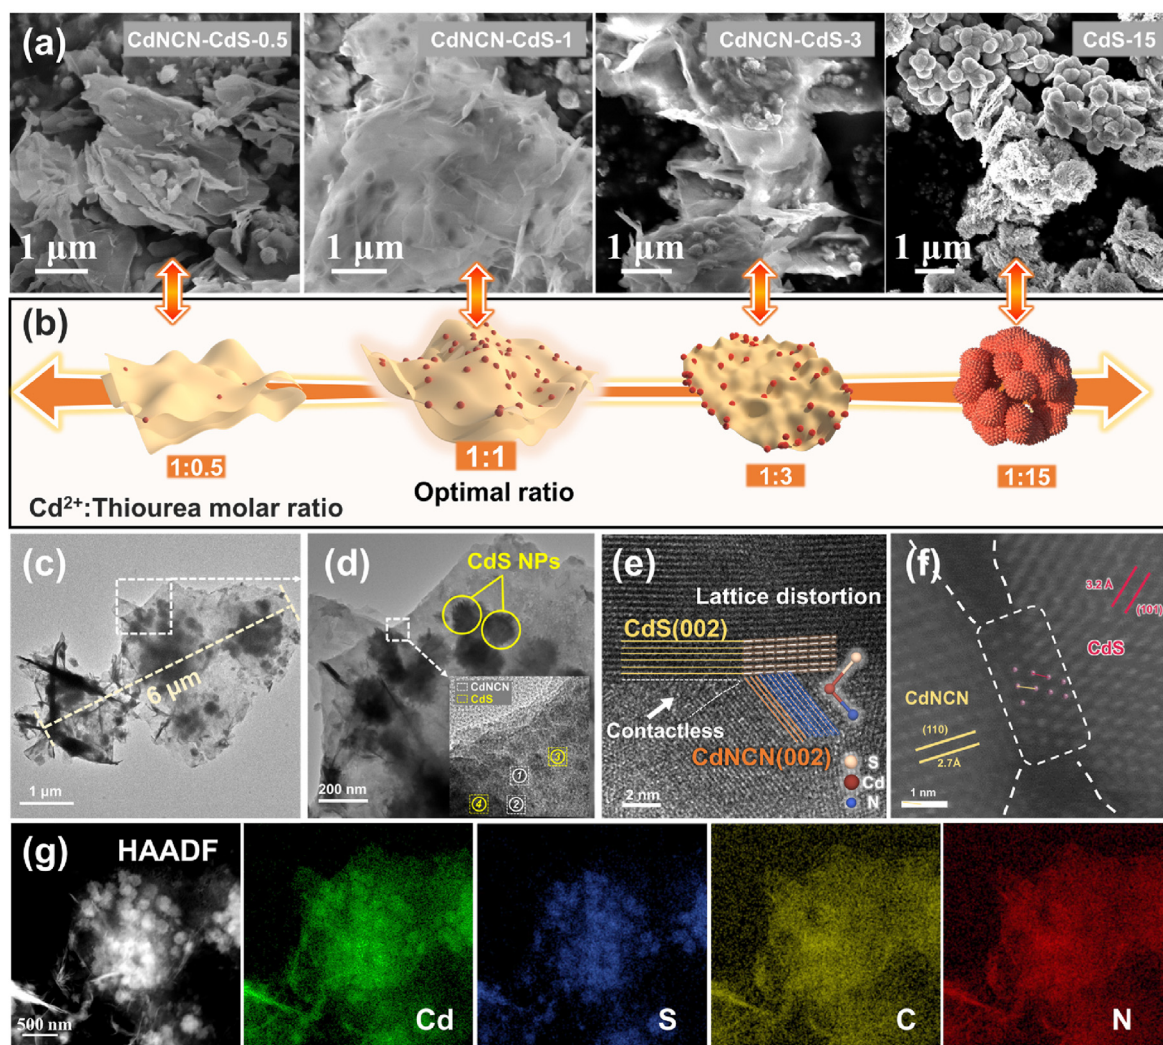 (a)
CdNCN-CdS-0.5
CdNCN-CdS-1
CdNCN-CdS-3
CdS-15
1 μm
1 μm
1 μm
1 μm
(b)
1:0.5
1:1
1:3
1:15
Optimal ratio
Cd²⁺:Thiourea molar ratio
(c)
6 μm
1 μm
(d)
CdS NPs
CdNCN
CdS
①
②
③
④
200 nm
(e)
Lattice distortion
CdS(002)
Contactless
CdNCN(002)
S
Cd
N
2 nm
(f)
3.2 Å
(101)
CdS
CdNCN
(110)
2.7Å
1 nm
(g)
HAADF
500 nm
Cd
S
C
N